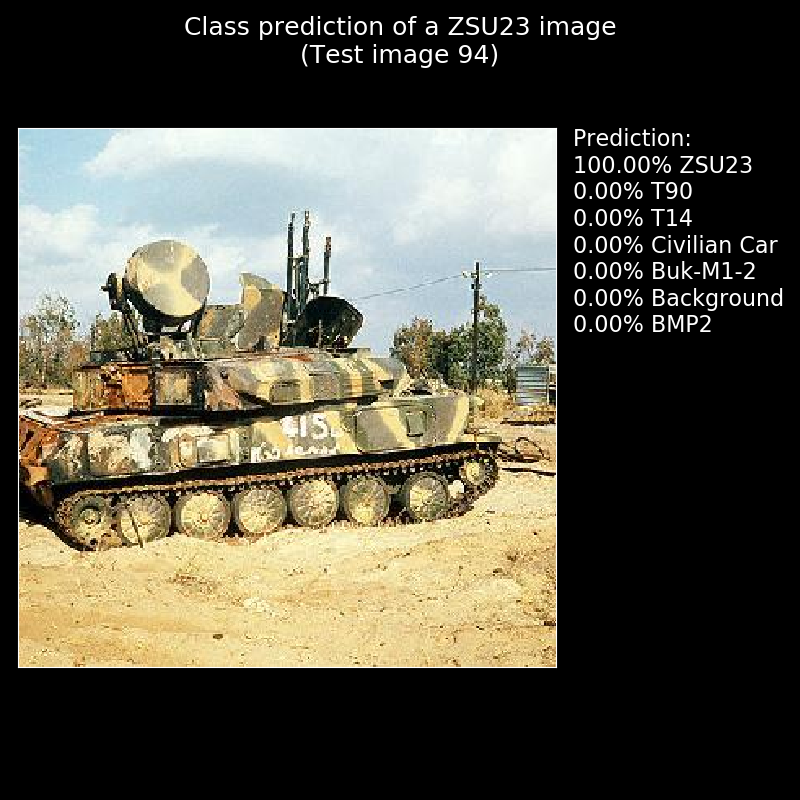 Class prediction of a ZSU23 image
(Test image 94)
Prediction:
100.00% ZSU23
0.00% T90
0.00% T14
0.00% Civilian Car
0.00% Buk-M1-2
0.00% Background
0.00% BMP2